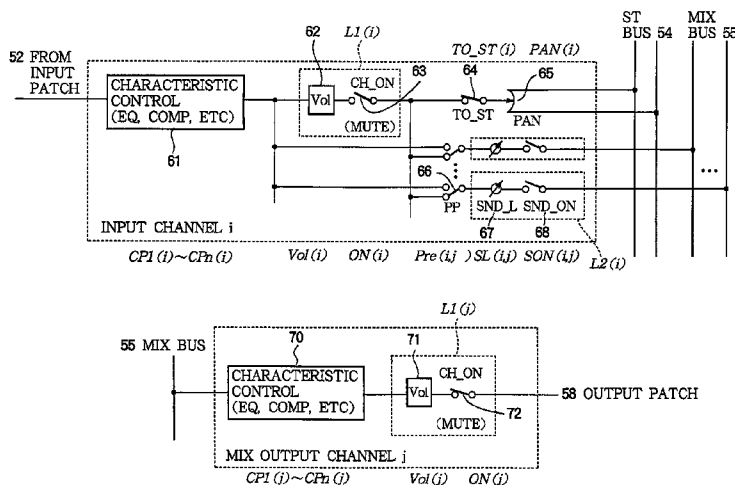 62
L1(i)
TO_ST(i) PAN(i)
ST BUS 54
MIX BUS 55
52 FROM INPUT PATCH
CHARACTERISTIC CONTROL (EQ, COMP, ETC)
61
Vol
CH_ON
63
(MUTE)
64
TO_ST
65
PAN
66
PP
SND_L
67
SND_ON
68
INPUT CHANNEL i
L2(i)
CP1(i)~CPn(i) Vol(i) ON(i) Pre(i,j) SL(i,j) SON(i,j)
L1(j)
55 MIX BUS
70
CHARACTERISTIC CONTROL (EQ, COMP, ETC)
71
Vol
CH_ON
72
(MUTE)
58 OUTPUT PATCH
MIX OUTPUT CHANNEL j
CP1(j)~CPn(j) Vol(j) ON(j)